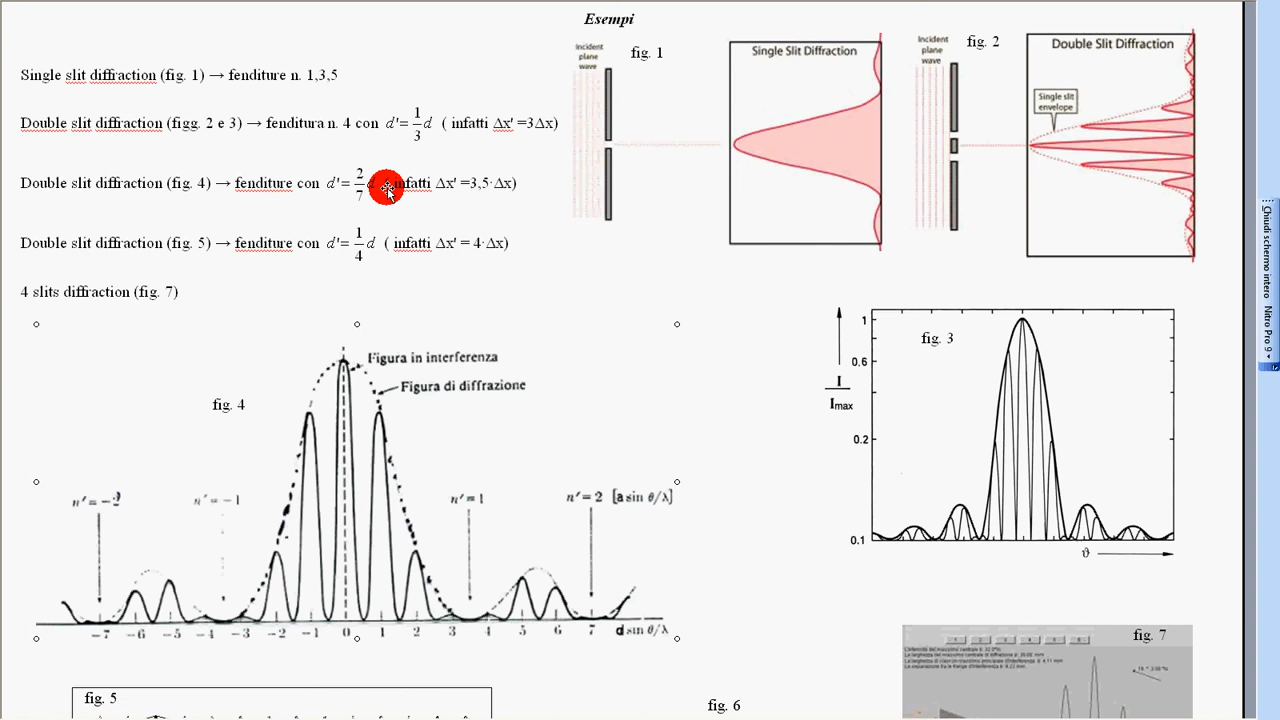 Esempi
Single slit diffraction (fig. 1) → fenditure n. 1,3,5
Double slit diffraction (figg. 2 e 3) → fenditura n. 4 con d'= 1/3 d ( infatti Δx' =3Δx)
Double slit diffraction (fig. 4) → fenditure con d'= 2/7 d ( infatti Δx' =3,5·Δx)
Double slit diffraction (fig. 5) → fenditure con d'= 1/4 d ( infatti Δx' = 4·Δx)
4 slits diffraction (fig. 7)
Incident
plane
wave
fig. 1
Single Slit Diffraction
Incident
plane
wave
fig. 2
Double Slit Diffraction
Single slit
envelope
fig. 3
I
Imax
1
0.6
0.2
0.1
ϑ
fig. 4
Figura in interferenza
Figura di diffrazione
n' = -2
n' = -1
n' = 1
n' = 2 [a sin θ/λ]
-7 -6 -5 -4 -3 -2 -1 0 1 2 3 4 5 6 7 d sin θ/λ
fig. 5
fig. 6
fig. 7
1 2 3 4 5 6
Chiudi schermo intero
Nitro Pro 9